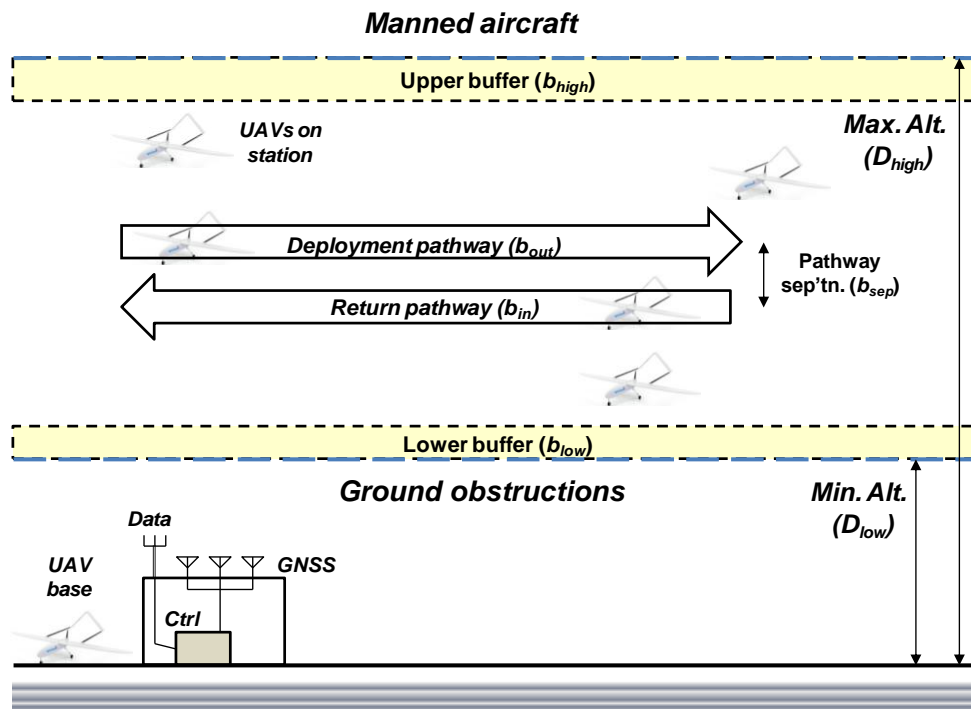 Manned aircraft
Upper buffer (bhigh)
UAVs on
station
Max. Alt.
(Dhigh)
Deployment pathway (bout)
Pathway
sep'tn. (bsep)
Return pathway (bin)
Lower buffer (blow)
Ground obstructions
Min. Alt.
(Dlow)
Data
UAV
base
GNSS
Ctrl